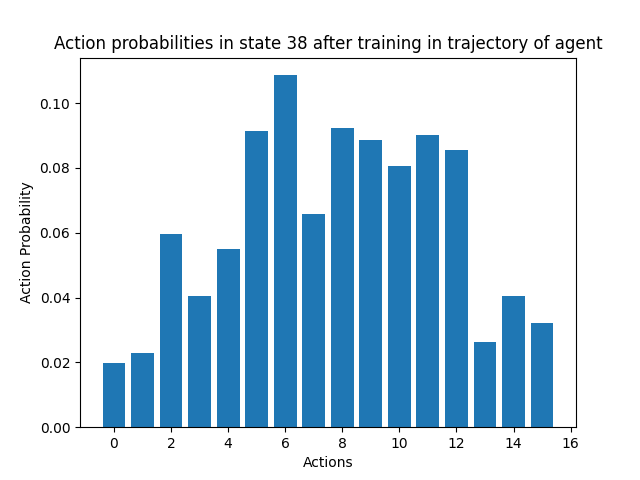 Action probabilities in state 38 after training in trajectory of agent
0.10
0.08
0.06
0.04
0.02
0.00
Action Probability
0 2 4 6 8 10 12 14 16
Actions